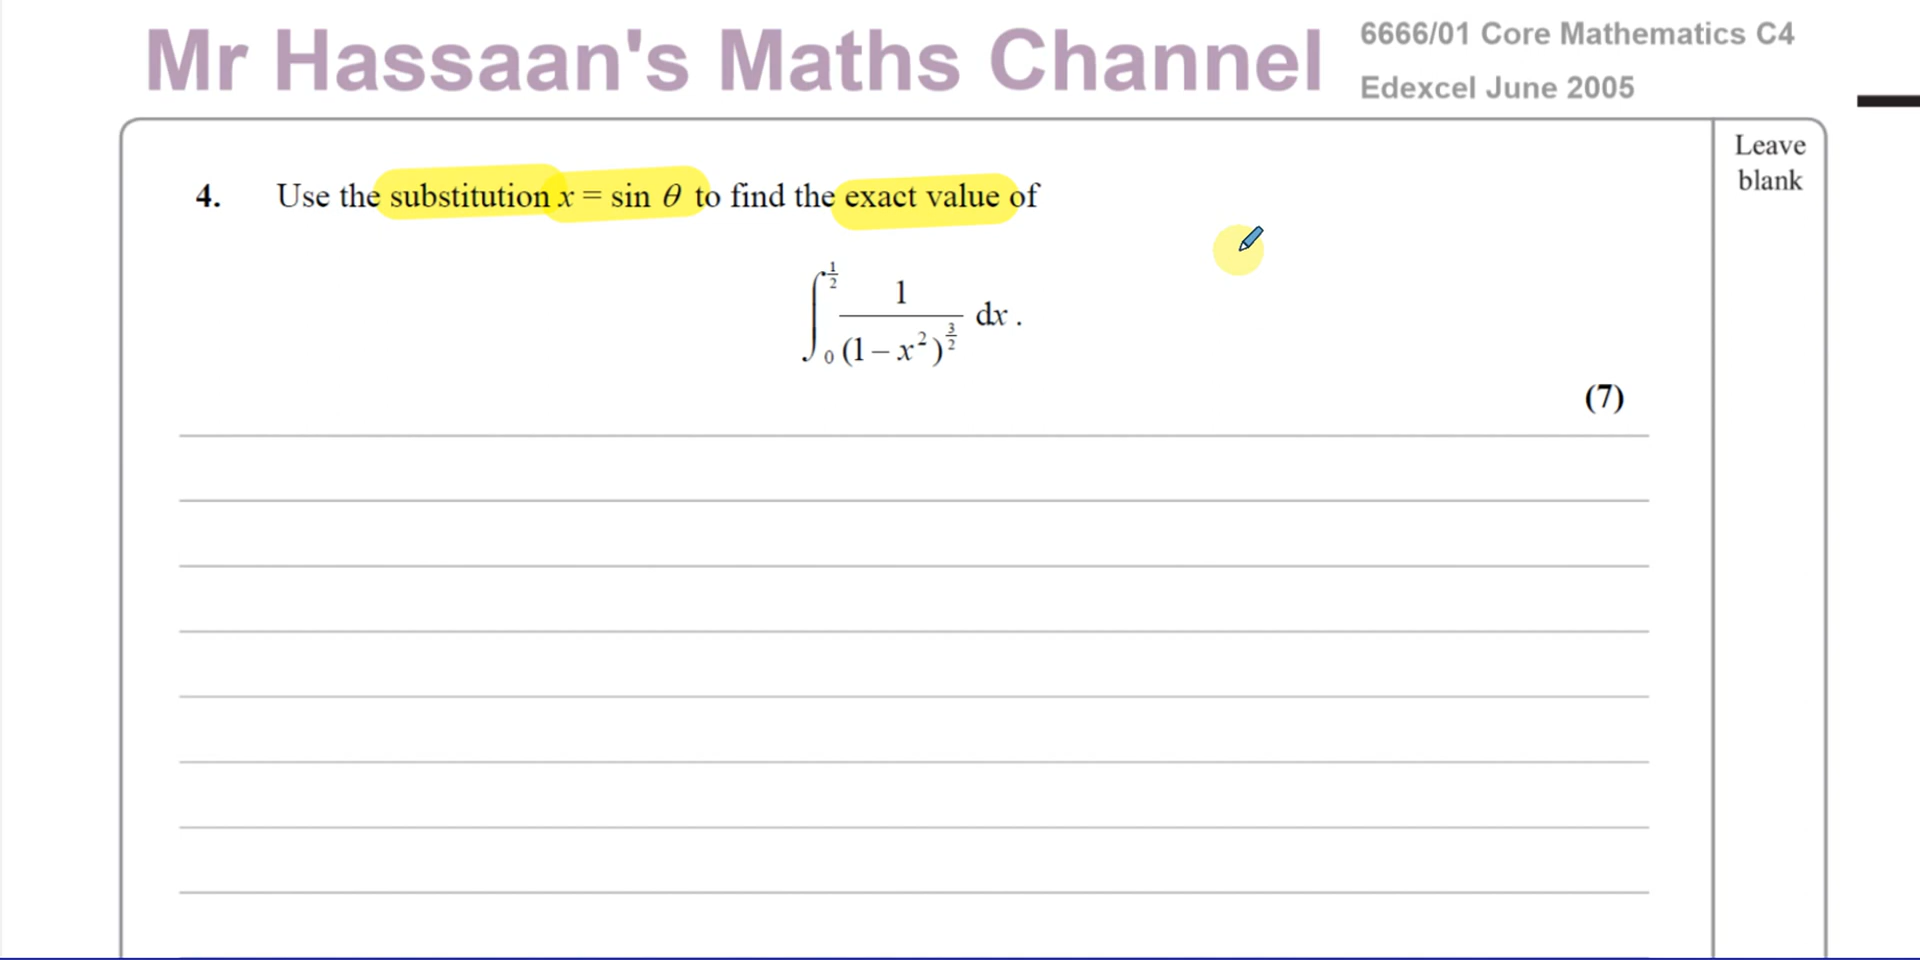 Mr Hassaan's Maths Channel
6666/01 Core Mathematics C4
Edexcel June 2005
Leave
blank
4. Use the substitution x = sin θ to find the exact value of
∫₀^{1/2} 1/(1 – x²)^{3/2} dx .
(7)